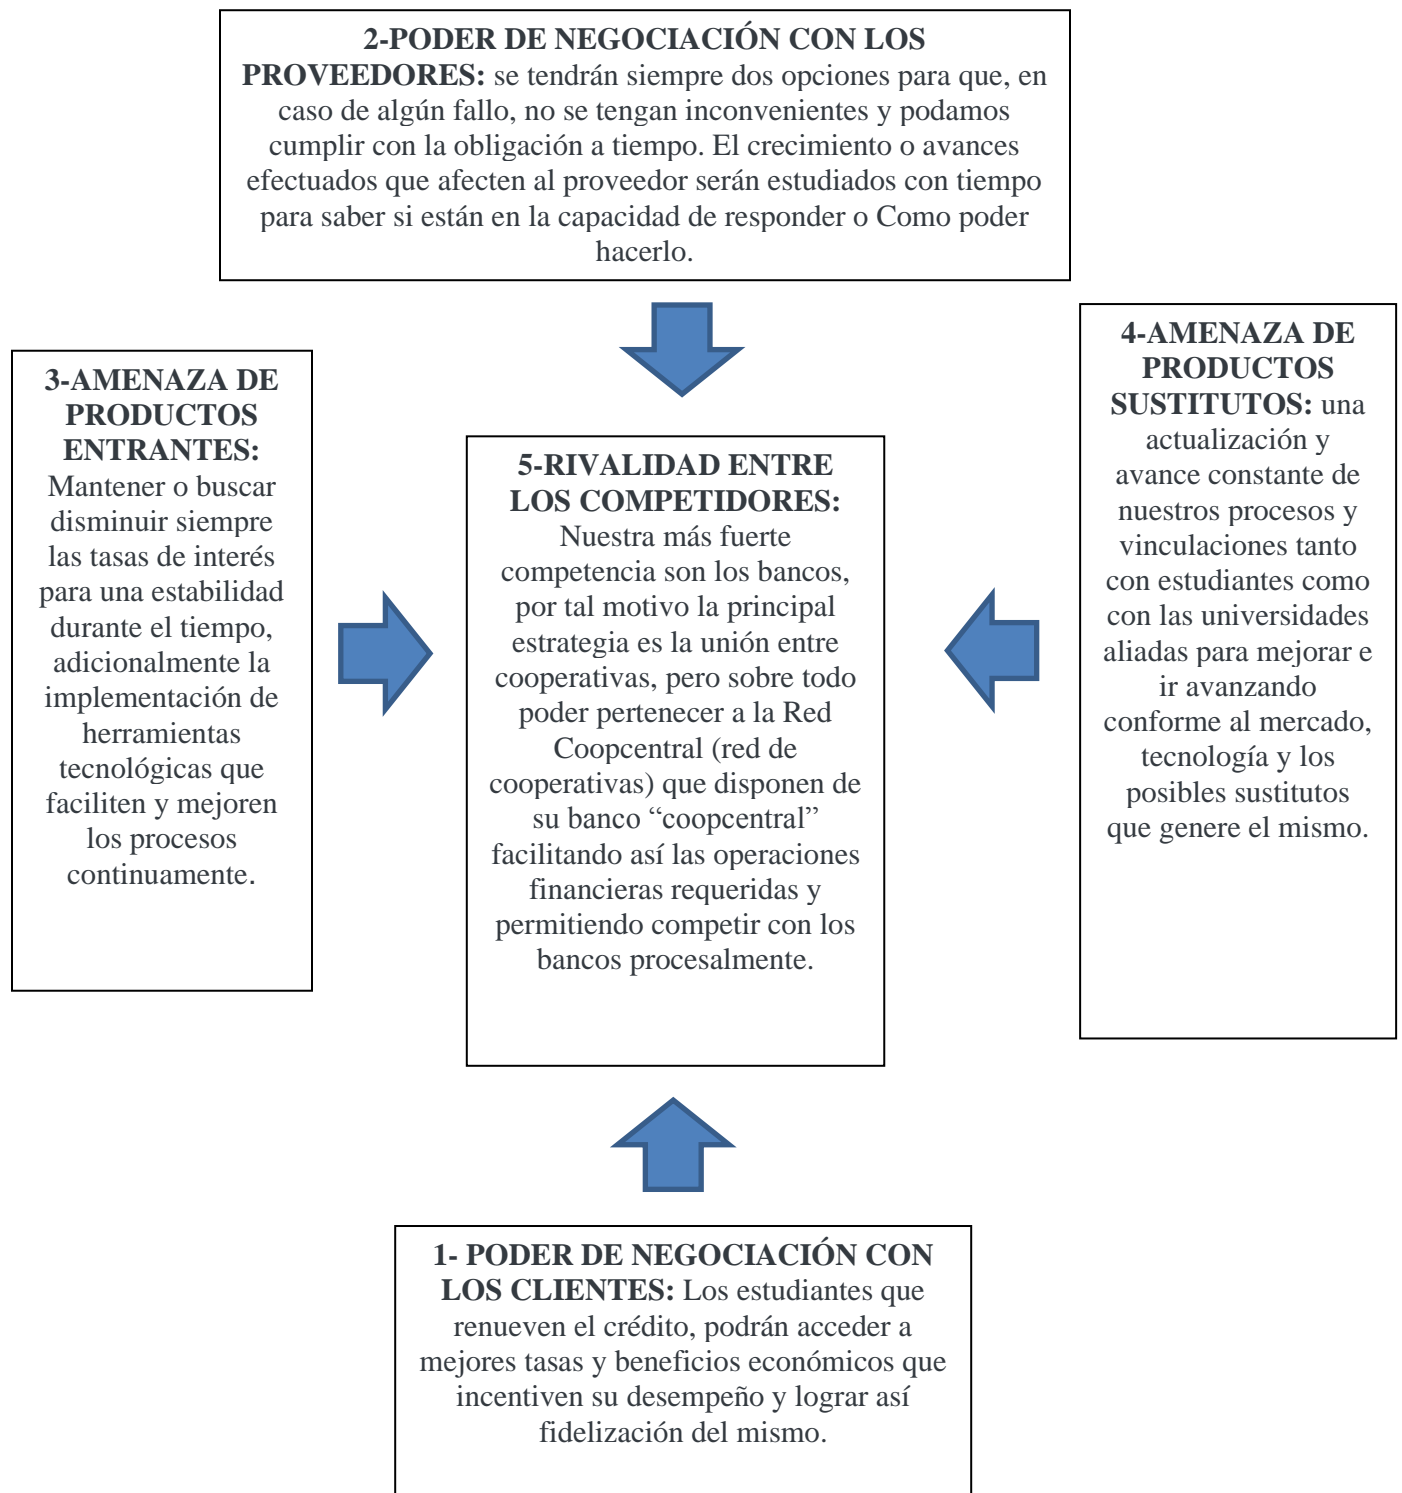 2-PODER DE NEGOCIACIÓN CON LOS
PROVEEDORES: se tendrán siempre dos opciones para que, en
caso de algún fallo, no se tengan inconvenientes y podamos
cumplir con la obligación a tiempo. El crecimiento o avances
efectuados que afecten al proveedor serán estudiados con tiempo
para saber si están en la capacidad de responder o Como poder
hacerlo.
3-AMENAZA DE
PRODUCTOS
ENTRANTES:
Mantener o buscar
disminuir siempre
las tasas de interés
para una estabilidad
durante el tiempo,
adicionalmente la
implementación de
herramientas
tecnológicas que
faciliten y mejoren
los procesos
continuamente.
5-RIVALIDAD ENTRE
LOS COMPETIDORES:
Nuestra más fuerte
competencia son los bancos,
por tal motivo la principal
estrategia es la unión entre
cooperativas, pero sobre todo
poder pertenecer a la Red
Coopcentral (red de
cooperativas) que disponen de
su banco “coopcentral”
facilitando así las operaciones
financieras requeridas y
permitiendo competir con los
bancos procesalmente.
4-AMENAZA DE
PRODUCTOS
SUSTITUTOS: una
actualización y
avance constante de
nuestros procesos y
vinculaciones tanto
con estudiantes como
con las universidades
aliadas para mejorar e
ir avanzando
conforme al mercado,
tecnología y los
posibles sustitutos
que genere el mismo.
1- PODER DE NEGOCIACIÓN CON
LOS CLIENTES: Los estudiantes que
renueven el crédito, podrán acceder a
mejores tasas y beneficios económicos que
incentiven su desempeño y lograr así
fidelización del mismo.